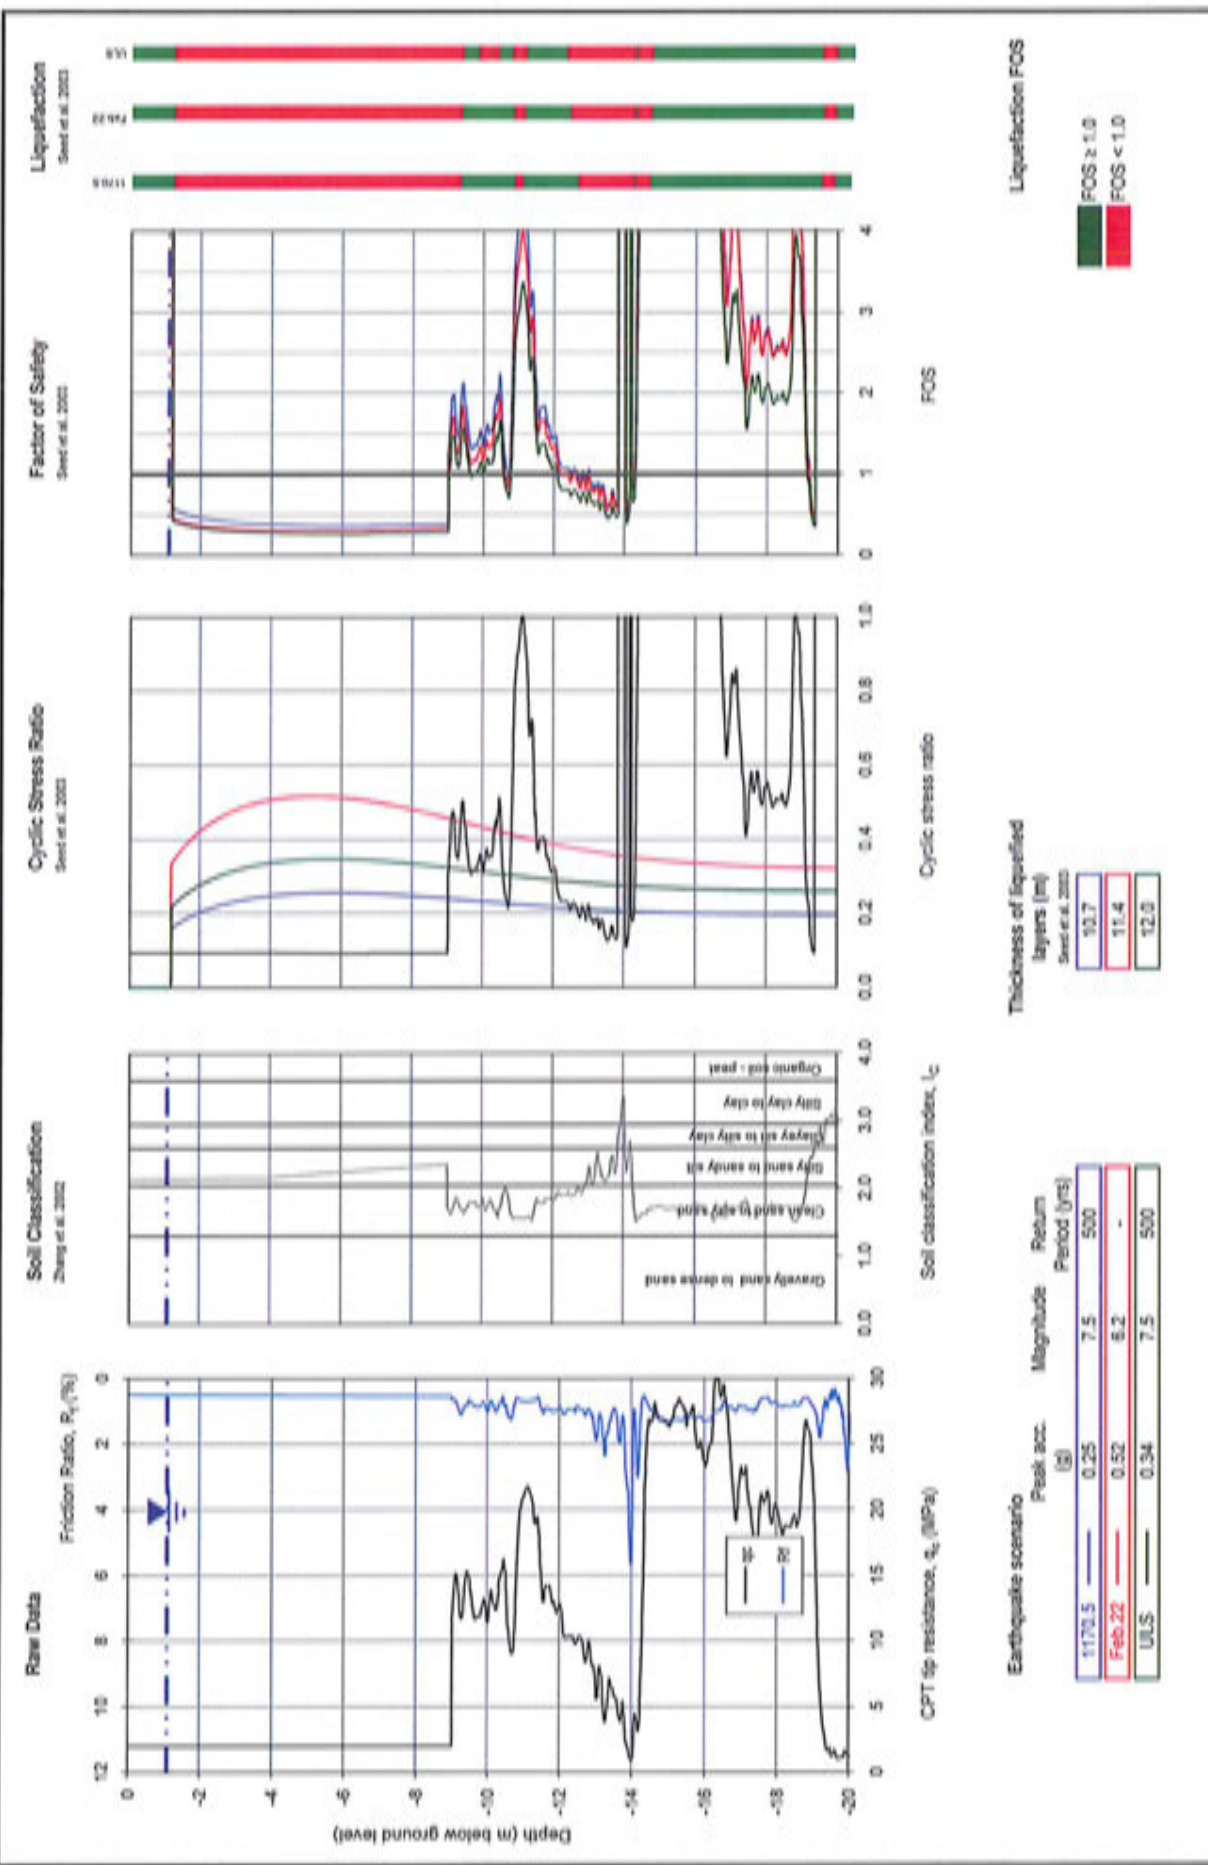 Raw Data
Friction Ratio, Rf (%)
0
2
4
6
8
10
12
0
-2
-4
-6
-8
-10
-12
-14
-16
-18
-20
Depth (m below ground level)
qc
Rf
0
5
10
15
20
25
30
CPT tip resistance, qc (MPa)
Soil Classification
Zhang et al. 2002
Gravelly sand to dense sand
Clean sand to silty sand
Silty sand to sandy silt
Clayey silt to silty clay
Silty clay to clay
Organic soil - peat
0.0
1.0
2.0
3.0
4.0
Soil classification index, IC
Cyclic Stress Ratio
Seed et al. 2003
0.0
0.2
0.4
0.6
0.8
1.0
Cyclic stress ratio
Factor of Safety
Seed et al. 2003
0
1
2
3
4
FOS
Liquefaction
Seed et al. 2003
1170.5
Feb.22
ULS
Earthquake scenario
Peak acc. (g)
Magnitude
Return Period (yrs)
1170.5 0.25 7.5 500
Feb.22 0.52 6.2 -
ULS 0.34 7.5 500
Thickness of liquefied
layers (m)
Seed et al. 2003
10.7
11.4
12.0
Liquefaction FOS
FOS ≥ 1.0
FOS < 1.0